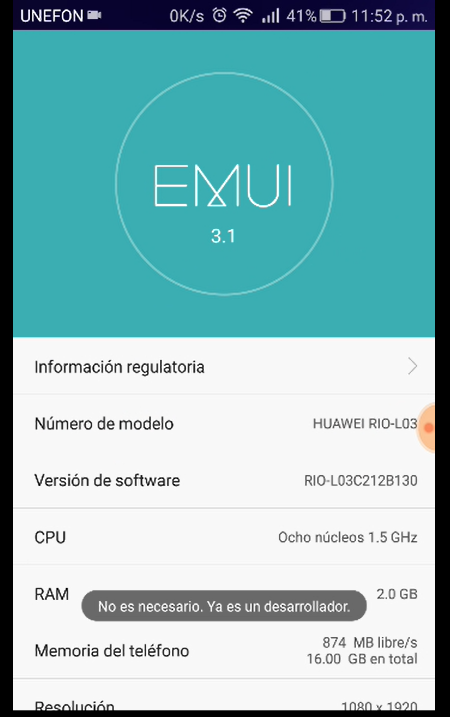 UNEFON 0K/s 41% 11:52 p. m.
EMUI
3.1
Información regulatoria
Número de modelo HUAWEI RIO-L03
Versión de software RIO-L03C212B130
CPU Ocho núcleos 1.5 GHz
RAM 2.0 GB
No es necesario. Ya es un desarrollador.
Memoria del teléfono 874 MB libre/s
16.00 GB en total
Resolución 1080 x 1920